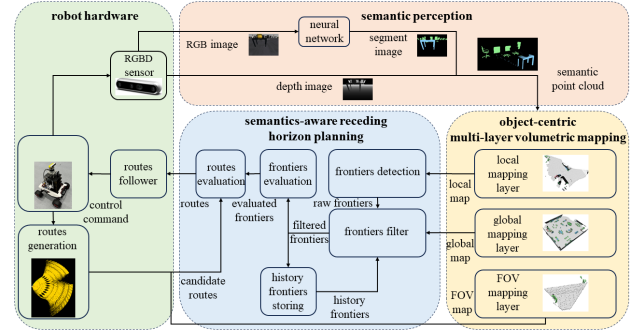 robot hardware
semantic perception
RGB image
neural
network
segment
image
RGBD
sensor
depth image
semantic
point cloud
semantics-aware receding
horizon planning
object-centric
multi-layer volumetric mapping
routes
follower
routes
evaluation
frontiers
evaluation
frontiers detection
local
mapping
layer
local
map
control
command
routes
evaluated
frontiers
raw frontiers
routes
generation
filtered
frontiers
frontiers filter
global
mapping
layer
global
map
candidate
routes
history
frontiers
storing
history
frontiers
FOV
mapping
layer
FOV
map